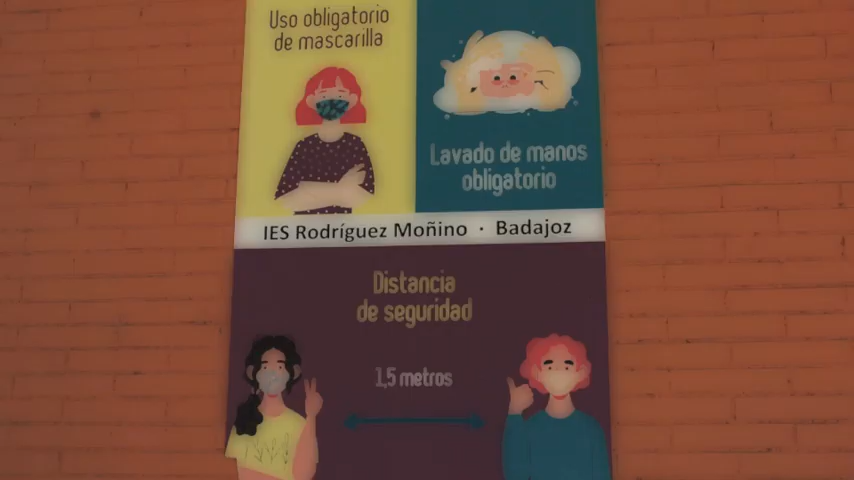 Uso obligatorio
de mascarilla
Lavado de manos
obligatorio
IES Rodríguez Moñino · Badajoz
Distancia
de seguridad
1,5 metros